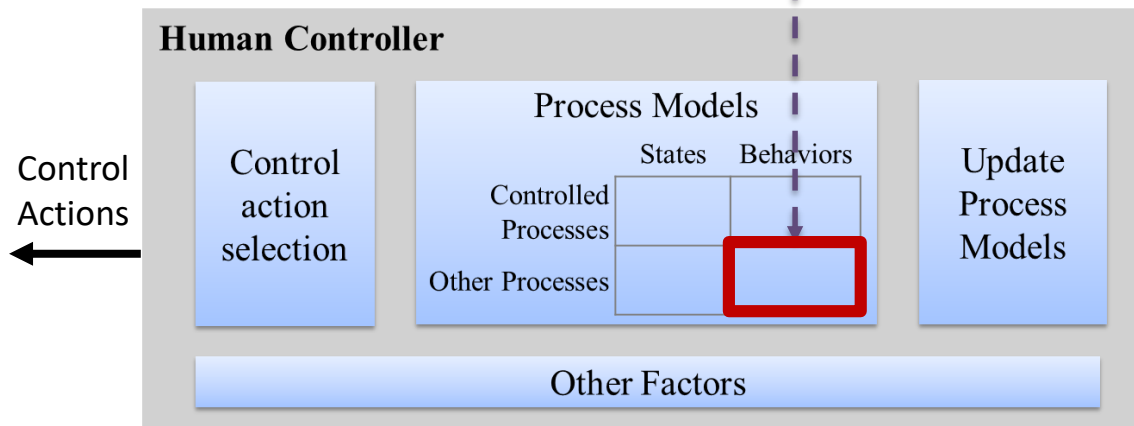 Human Controller
Control
Actions
Control
action
selection
Process Models
States Behaviors
Controlled
Processes
Other Processes
Update
Process
Models
Other Factors